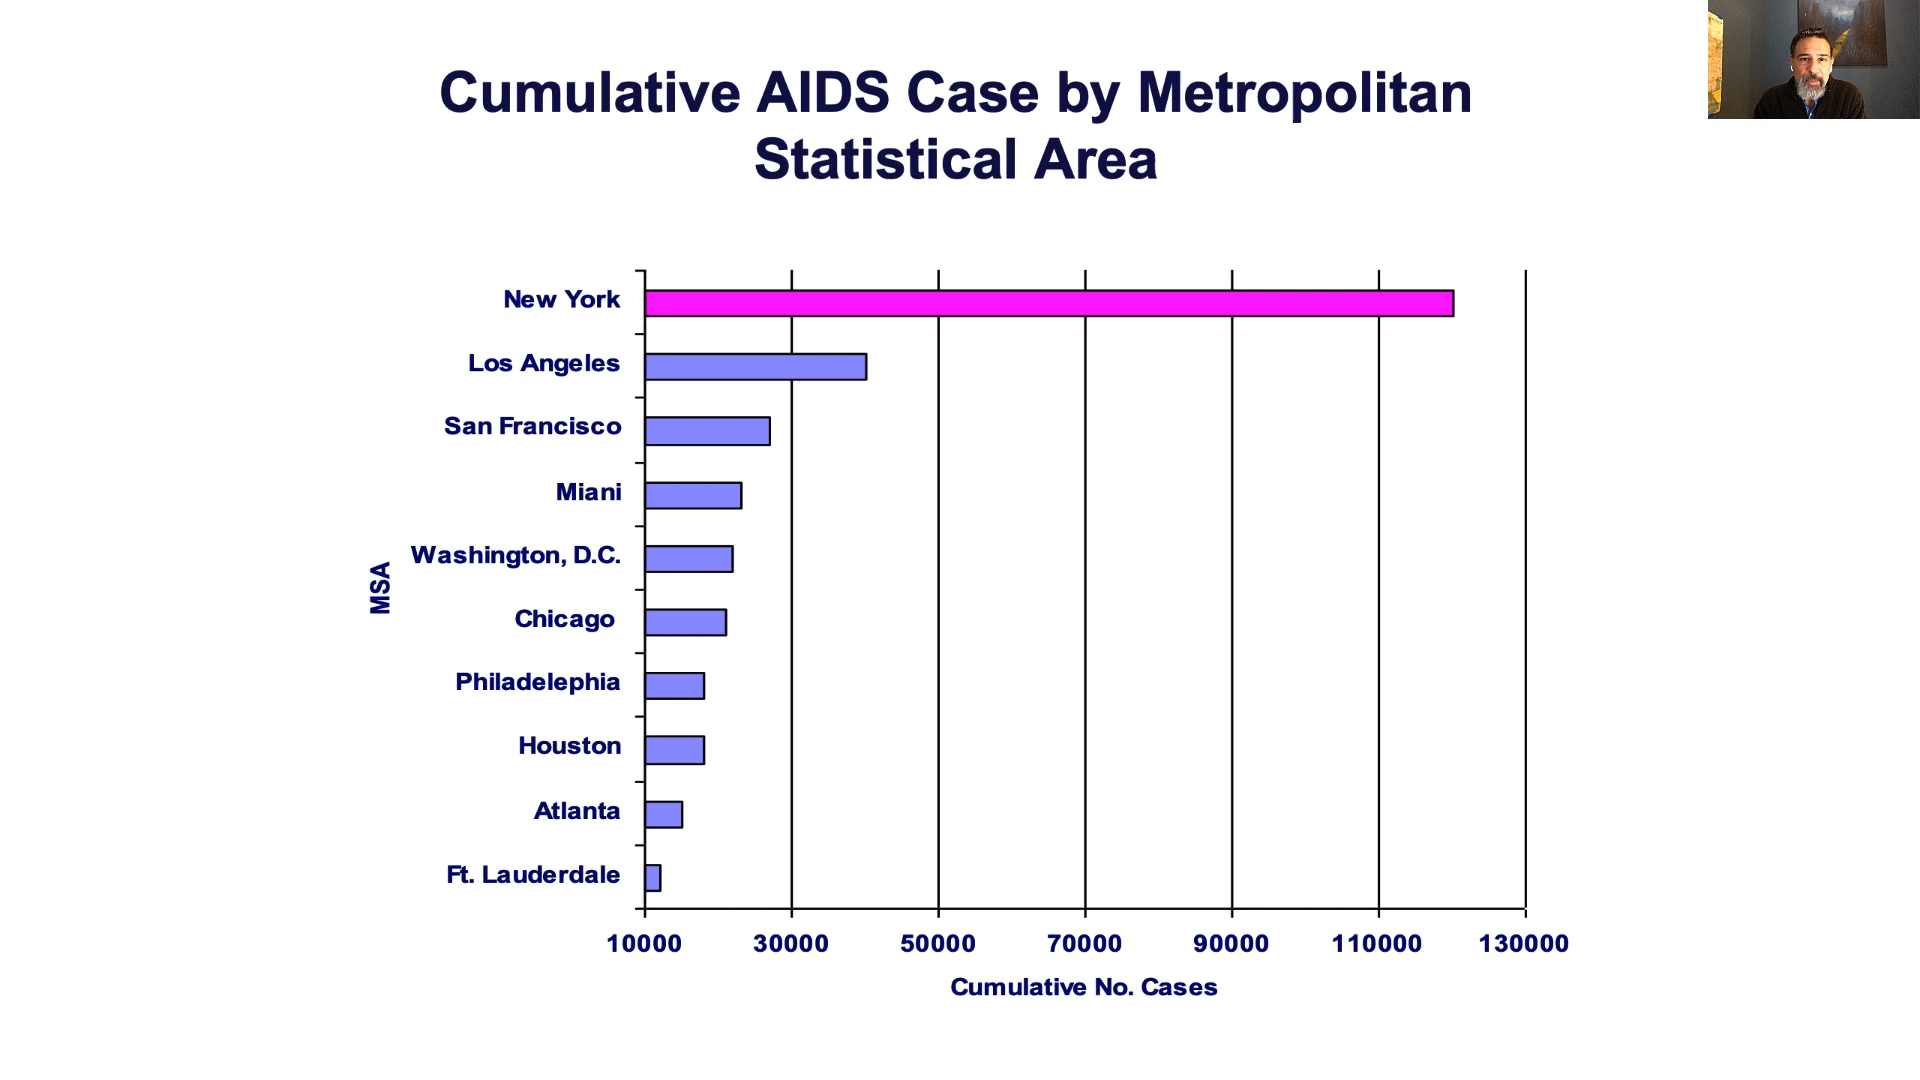 Cumulative AIDS Case by Metropolitan
Statistical Area
New York
Los Angeles
San Francisco
Miani
Washington, D.C.
MSA
Chicago
Philadelephia
Houston
Atlanta
Ft. Lauderdale
10000 30000 50000 70000 90000 110000 130000
Cumulative No. Cases